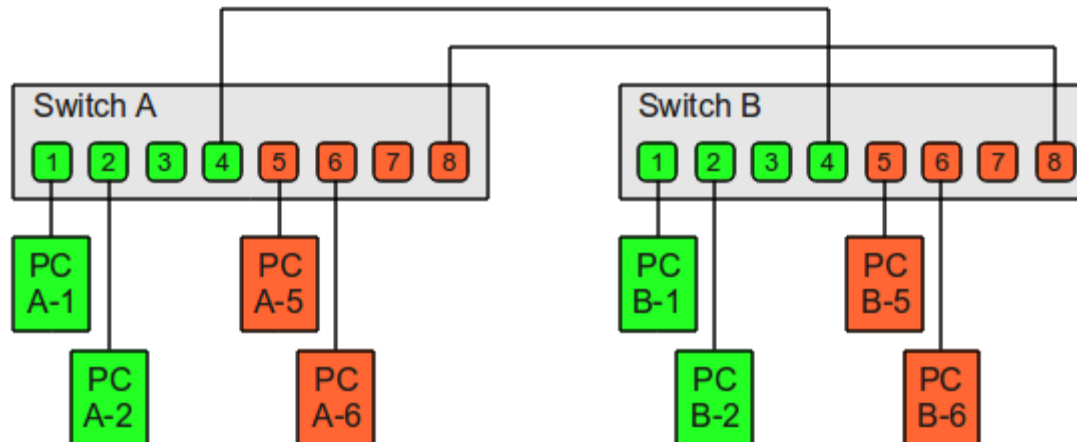 Switch A
1 2 3 4 5 6 7 8
Switch B
1 2 3 4 5 6 7 8
PC
A-1
PC
A-5
PC
B-1
PC
B-5
PC
A-2
PC
A-6
PC
B-2
PC
B-6